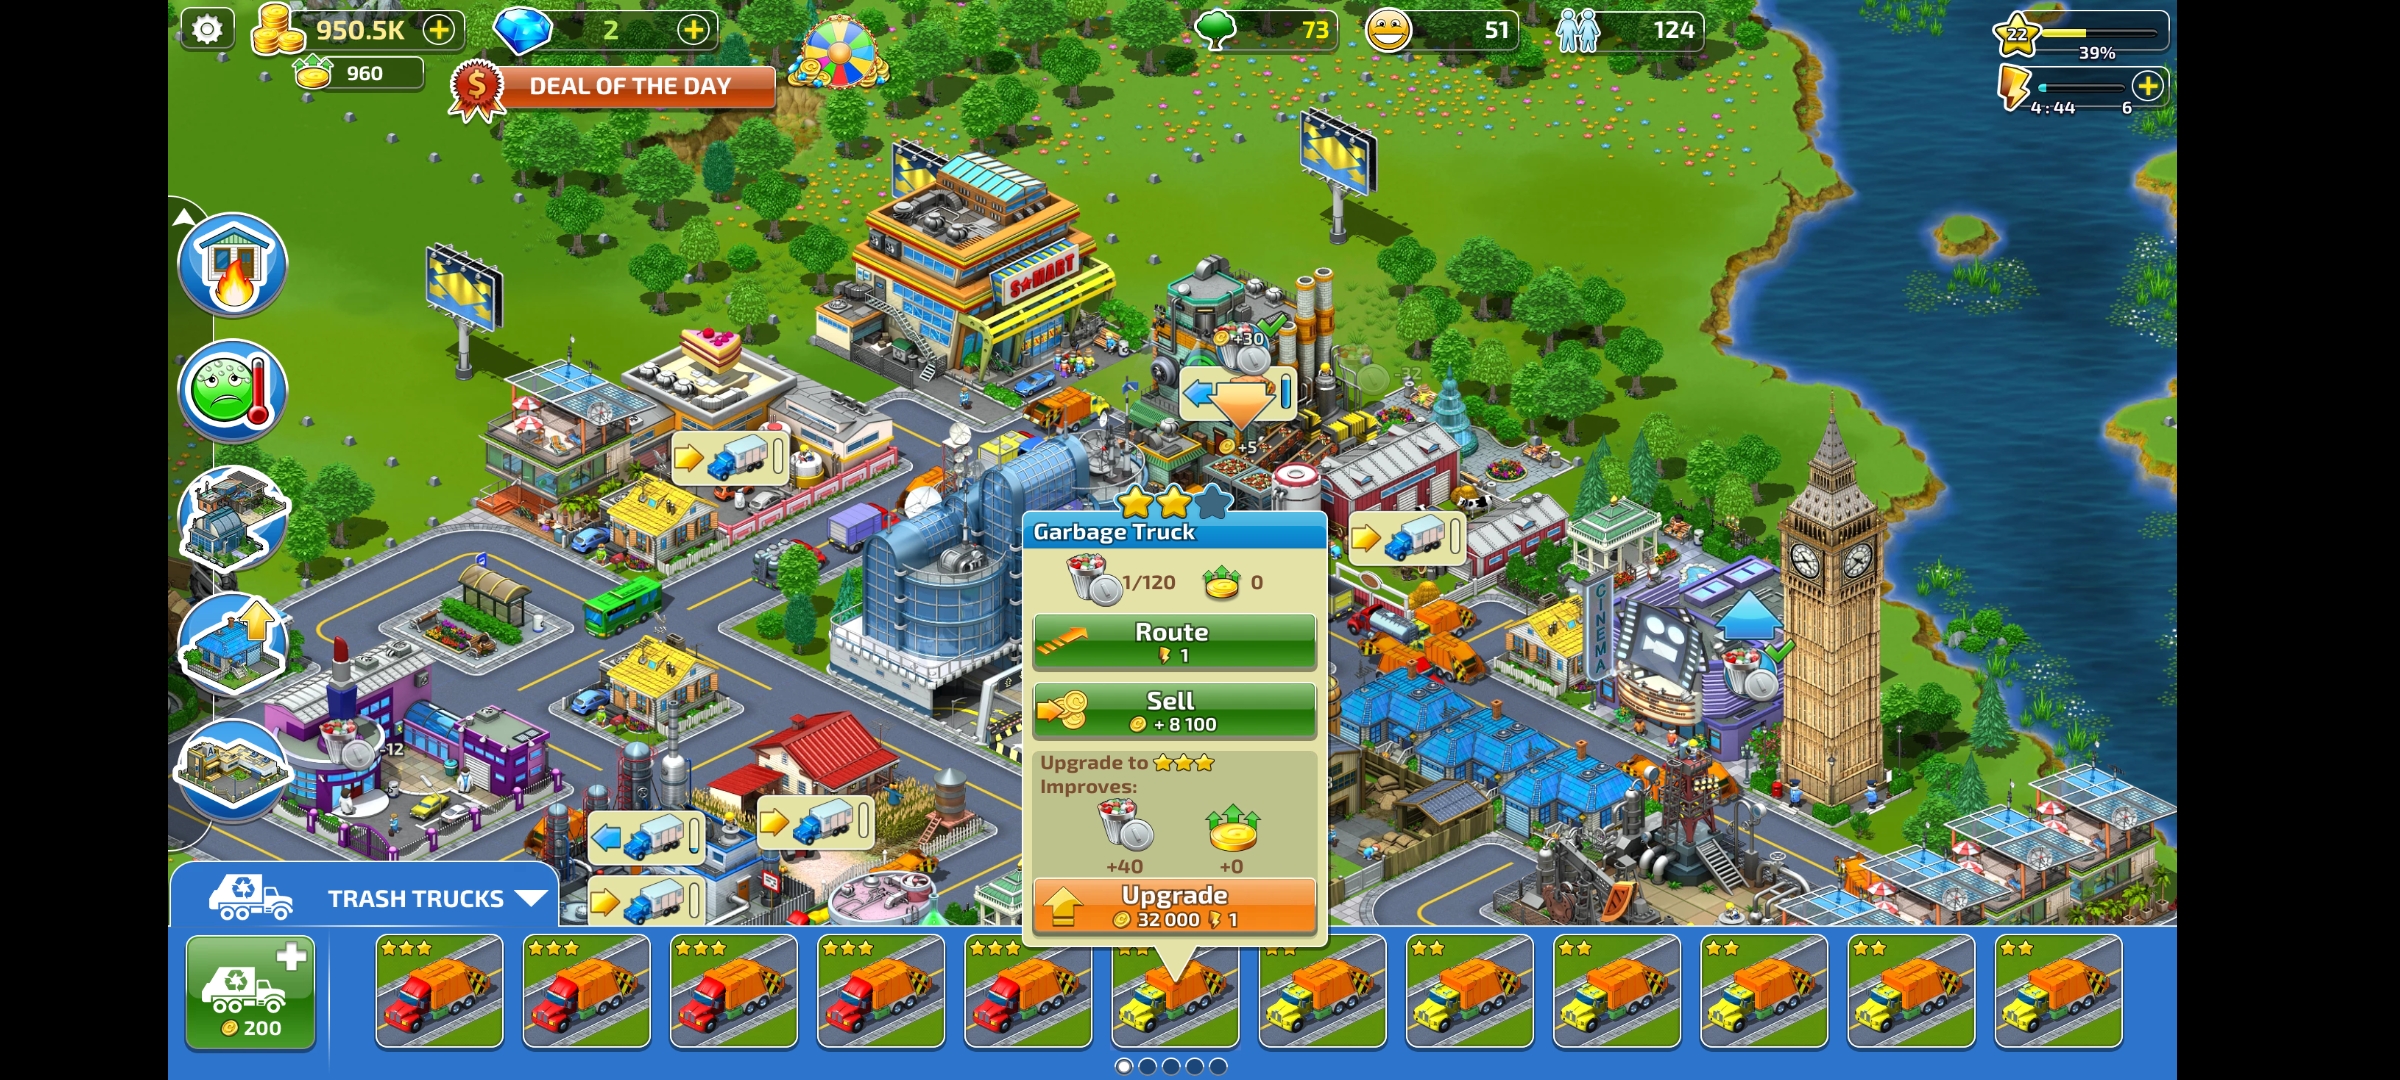 950.5K
2
73
51
124
22
39%
960
DEAL OF THE DAY
4:44
6
S★MART
+30
-32
+5
Garbage Truck
1/120
0
CINEMA
Route
1
Sell
+ 8 100
-12
Upgrade to
Improves:
+40
+0
Upgrade
32 000
1
TRASH TRUCKS
200